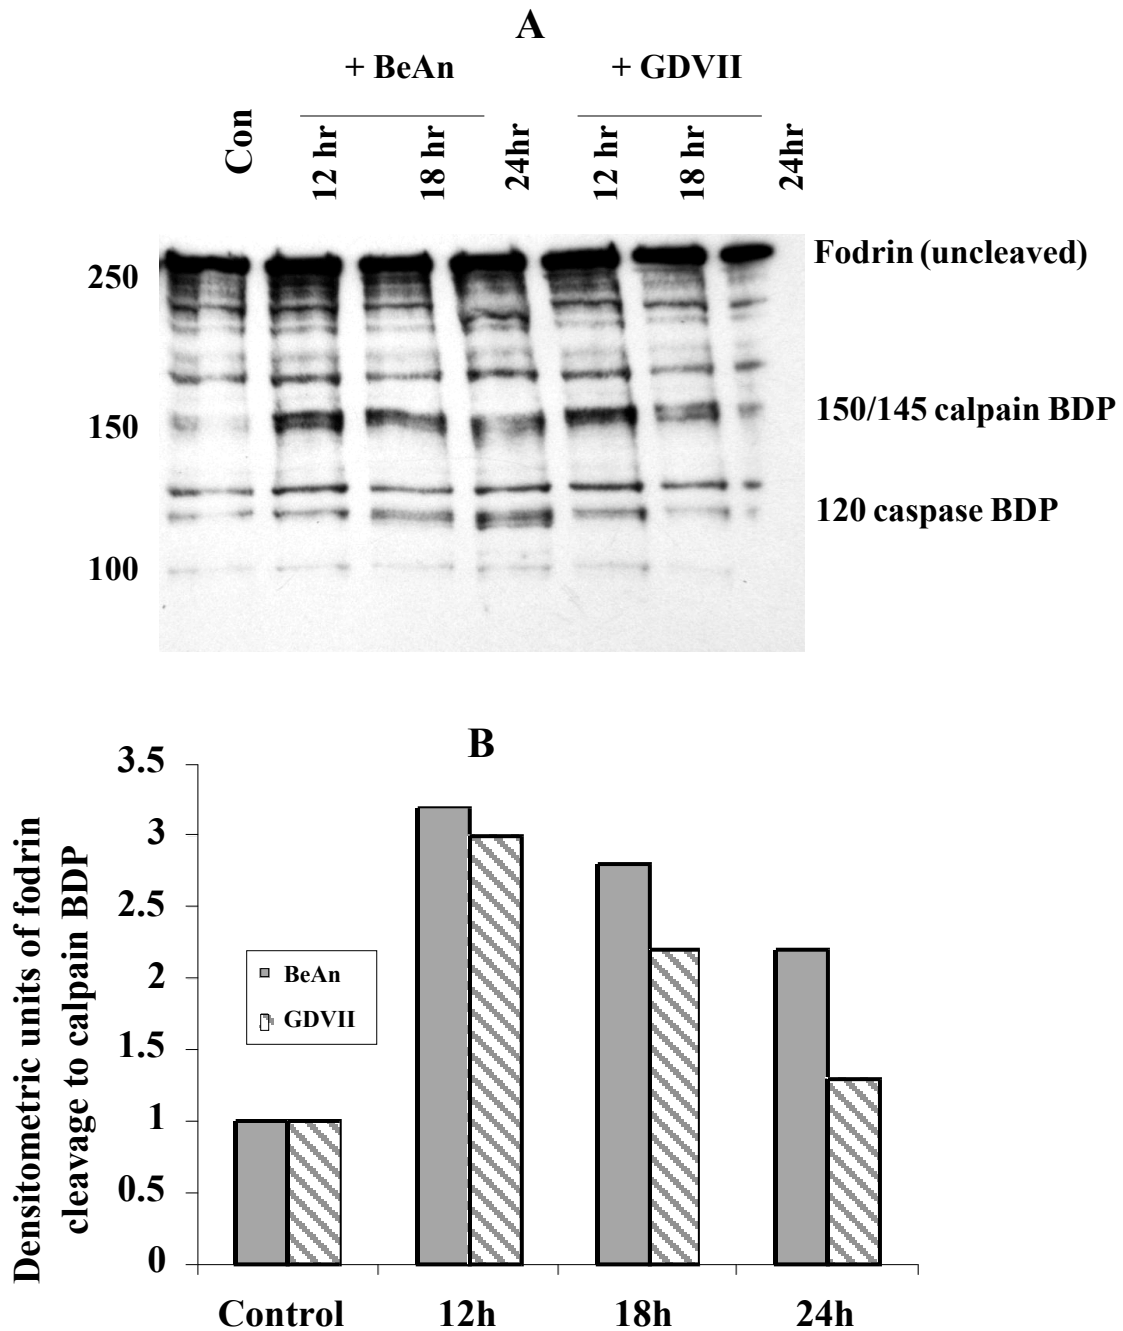 A
+ BeAn + GDVII
Con 12 hr 18 hr 24hr 12 hr 18 hr 24hr
Fodrin (uncleaved)
250
150/145 calpain BDP
150
120 caspase BDP
100
B
Densitometric units of fodrin
cleavage to calpain BDP
3.5
3
2.5
2
1.5
1
0.5
0
BeAn
GDVII
Control 12h 18h 24h